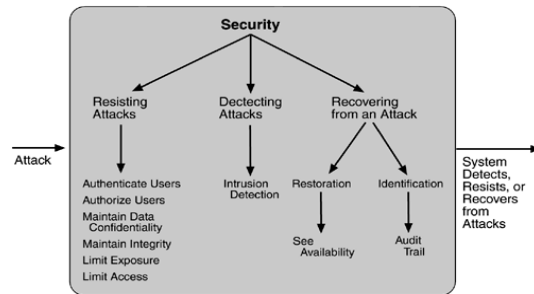 Security
Resisting
Attacks
Dectecting
Attacks
Recovering
from an Attack
Attack
Authenticate Users
Authorize Users
Maintain Data
Confidentiality
Maintain Integrity
Limit Exposure
Limit Access
Intrusion
Detection
Restoration
Identification
See
Availability
Audit
Trail
System
Detects,
Resists, or
Recovers
from
Attacks